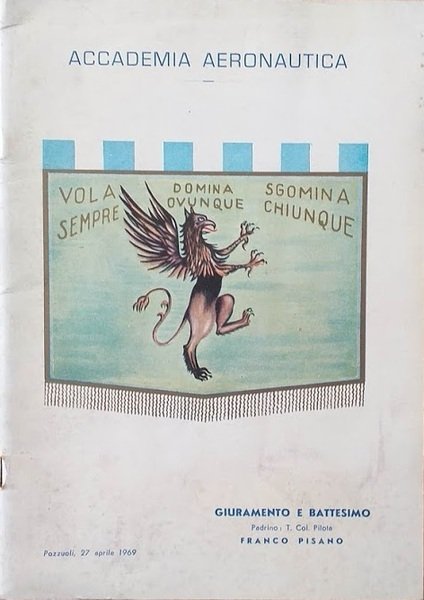 ACCADEMIA AERONAUTICA
VOLA SEMPRE
DOMINA OVUNQUE
SGOMINA CHIUNQUE
GIURAMENTO E BATTESIMO
Padrino: T. Col. Pilota
FRANCO PISANO
Pozzuoli, 27 aprile 1969